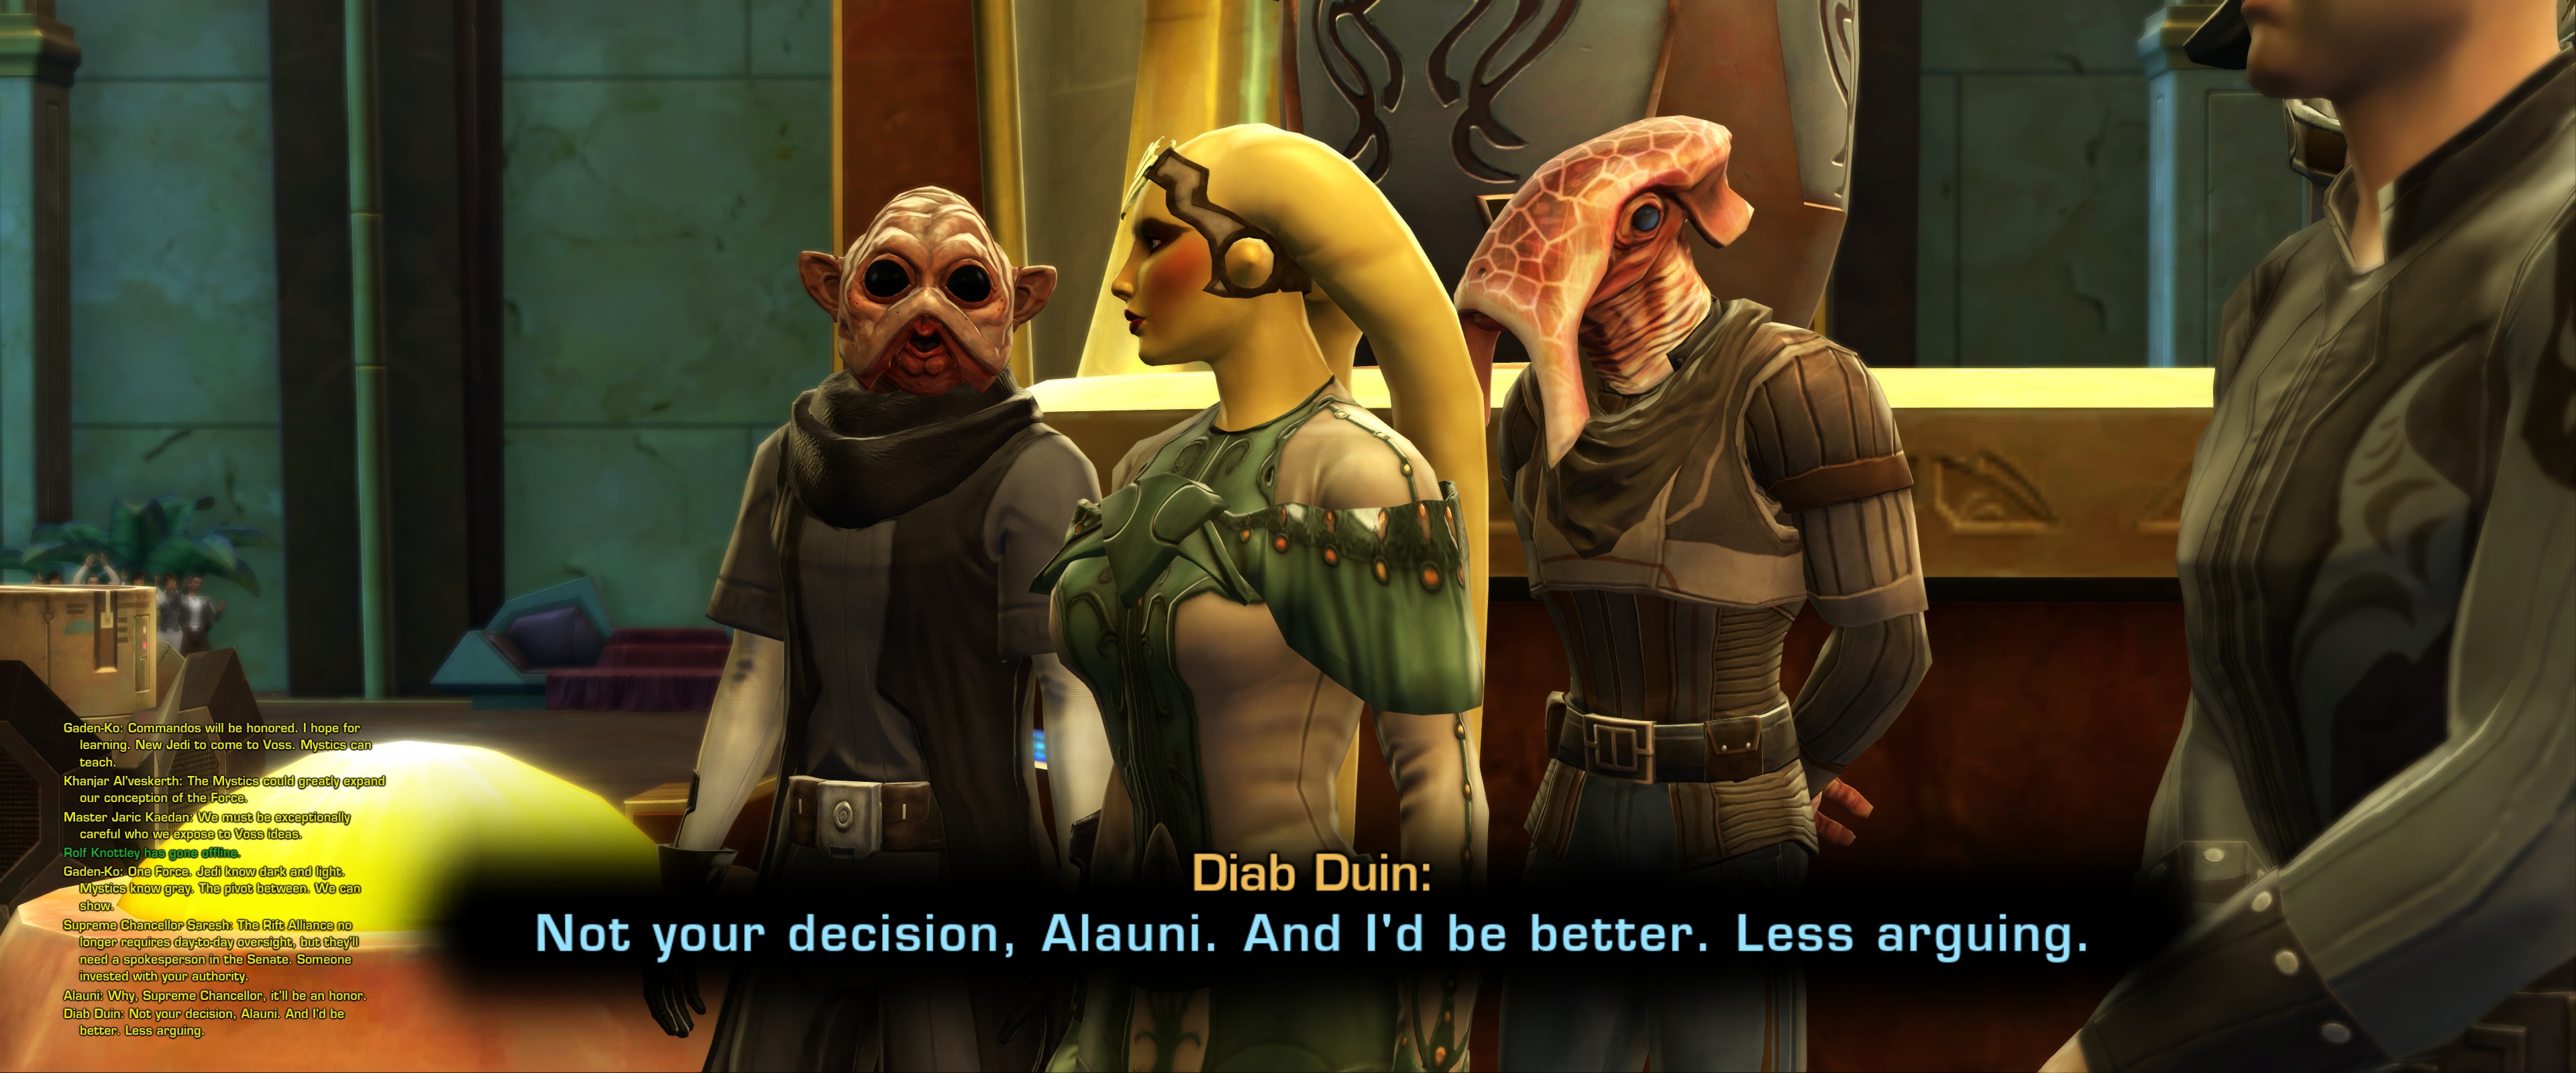 Gaden-Ko: Commandos will be honored. I hope for
learning. New Jedi to come to Voss. Mystics can
teach.
Khanjar Al'veskerth: The Mystics could greatly expand
our conception of the Force.
Master Jaric Kaedan: We must be exceptionally
careful who we expose to Voss ideas.
Rolf Knottley has gone offline.
Gaden-Ko: One Force. Jedi know dark and light.
Mystics know gray. The pivot between. We can
show.
Supreme Chancellor Saresh: The Rift Alliance no
longer requires day-to-day oversight, but they'll
need a spokesperson in the Senate. Someone
invested with your authority.
Alauni: Why, Supreme Chancellor, it'll be an honor.
Diab Duin: Not your decision, Alauni. And I'd be
better. Less arguing.
Diab Duin:
Not your decision, Alauni. And I'd be better. Less arguing.